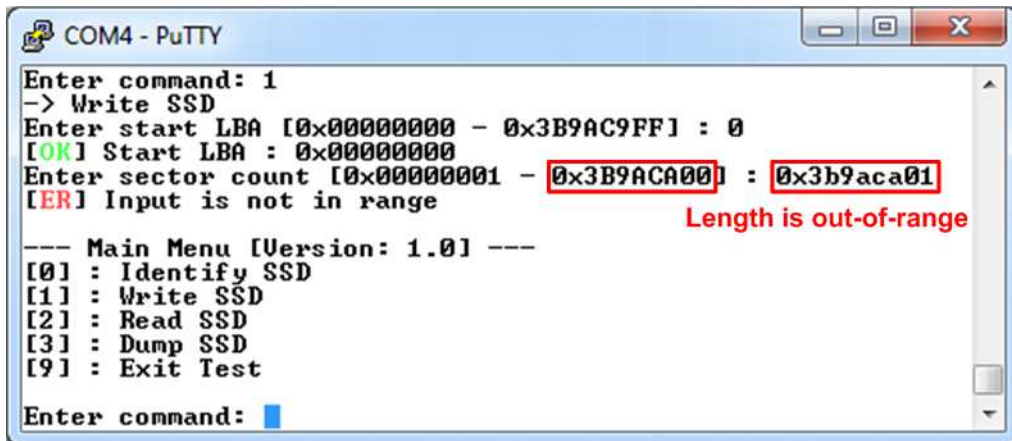 COM4 - PuTTY
Enter command: 1
-> Write SSD
Enter start LBA [0x00000000 - 0x3B9AC9FF] : 0
[OK] Start LBA : 0x00000000
Enter sector count [0x00000001 - 0x3B9ACA00] : 0x3b9aca01
[ER] Input is not in range
Length is out-of-range
--- Main Menu [Version: 1.0] ---
[0] : Identify SSD
[1] : Write SSD
[2] : Read SSD
[3] : Dump SSD
[9] : Exit Test
Enter command: